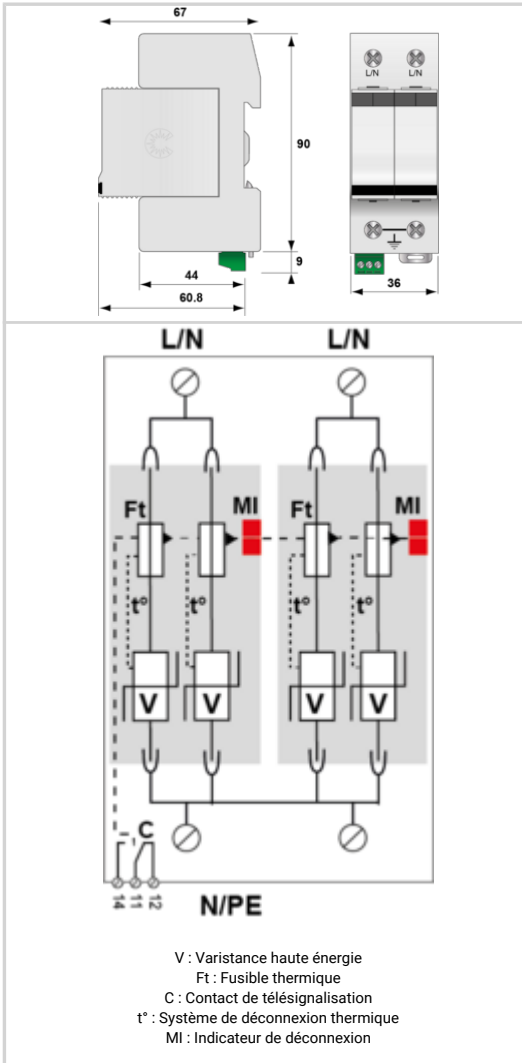 67
L/N L/N
90
9
44
36
60.8
L/N L/N
Ft MI Ft MI
t° t° t° t°
V V V V
C
14 11 12
N/PE
V : Varistance haute énergie
Ft : Fusible thermique
C : Contact de télésignalisation
t° : Système de déconnexion thermique
MI : Indicateur de déconnexion